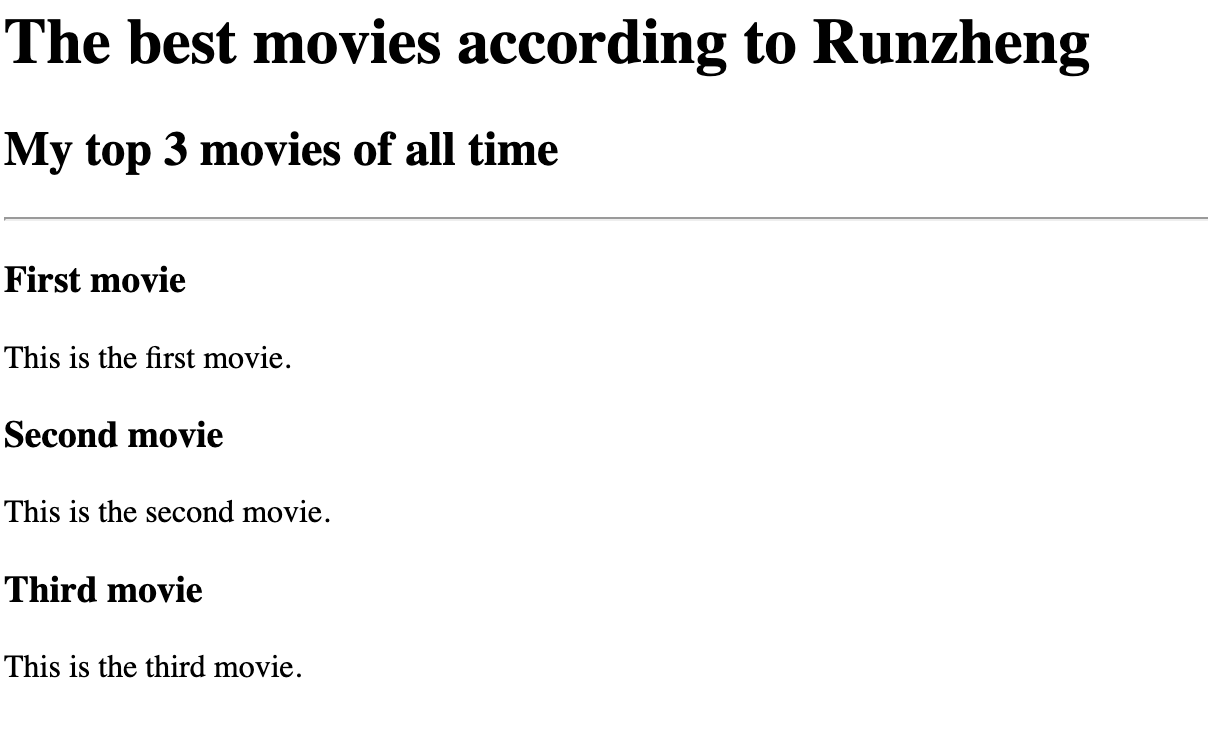 The best movies according to Runzheng
My top 3 movies of all time
First movie
This is the first movie.
Second movie
This is the second movie.
Third movie
This is the third movie.